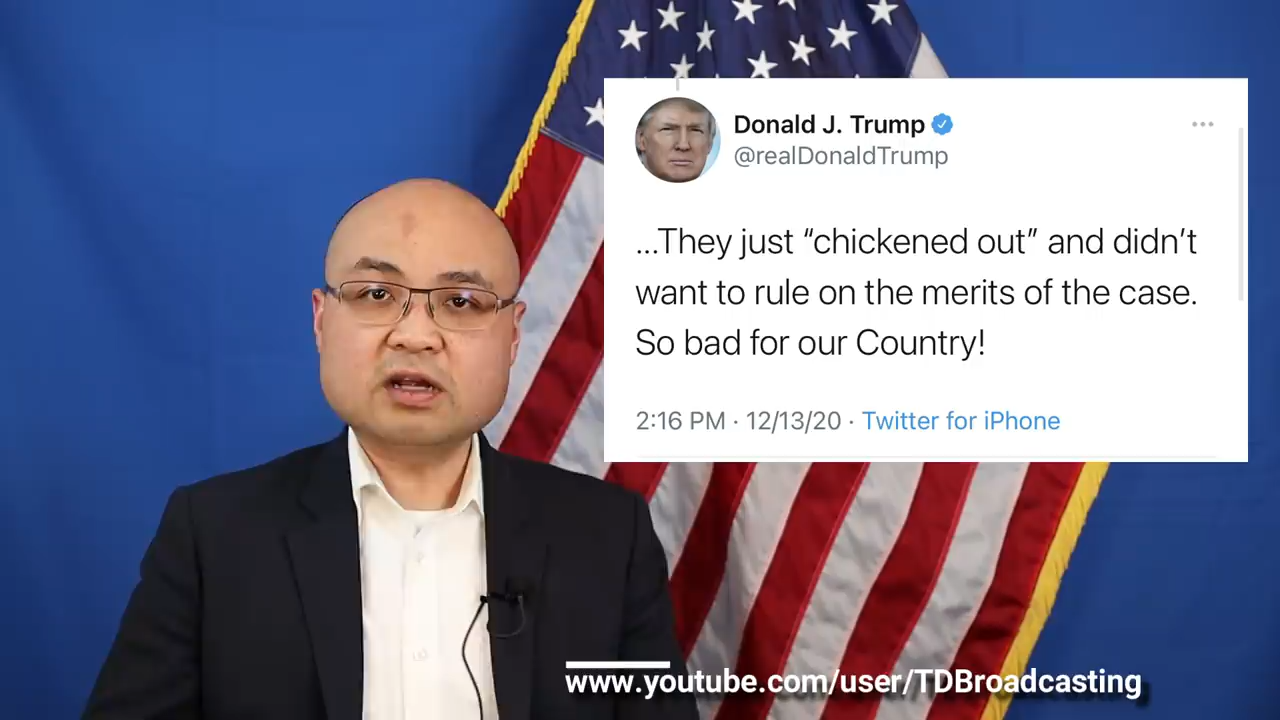 Donald J. Trump
@realDonaldTrump
...They just “chickened out” and didn’t
want to rule on the merits of the case.
So bad for our Country!
2:16 PM · 12/13/20 · Twitter for iPhone
www.youtube.com/user/TDBroadcasting